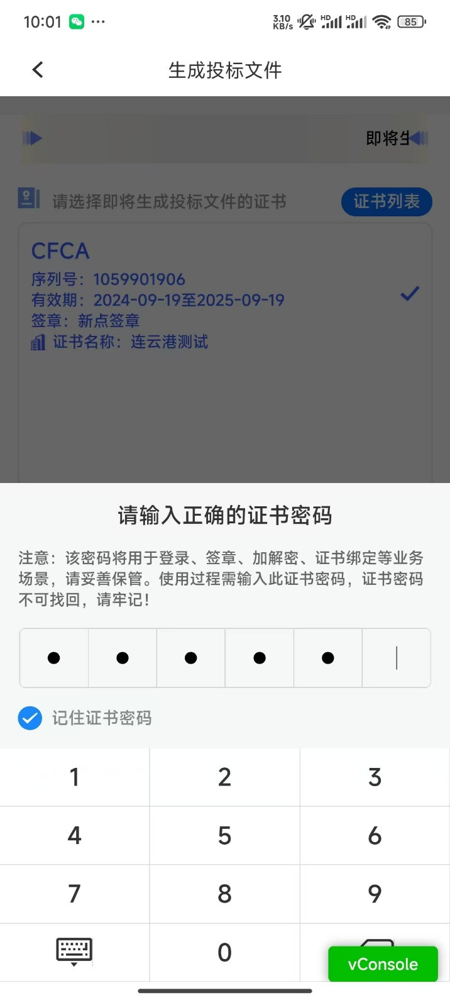 10:01
3.10
KB/s
HD
HD
85
生成投标文件
即将生
请选择即将生成投标文件的证书
证书列表
CFCA
序列号：1059901906
有效期：2024-09-19至2025-09-19
签章：新点签章
证书名称：连云港测试
请输入正确的证书密码
注意：该密码将用于登录、签章、加解密、证书绑定等业务
场景，请妥善保管。使用过程需输入此证书密码，证书密码
不可找回，请牢记！
记住证书密码
1
2
3
4
5
6
7
8
9
0
vConsole